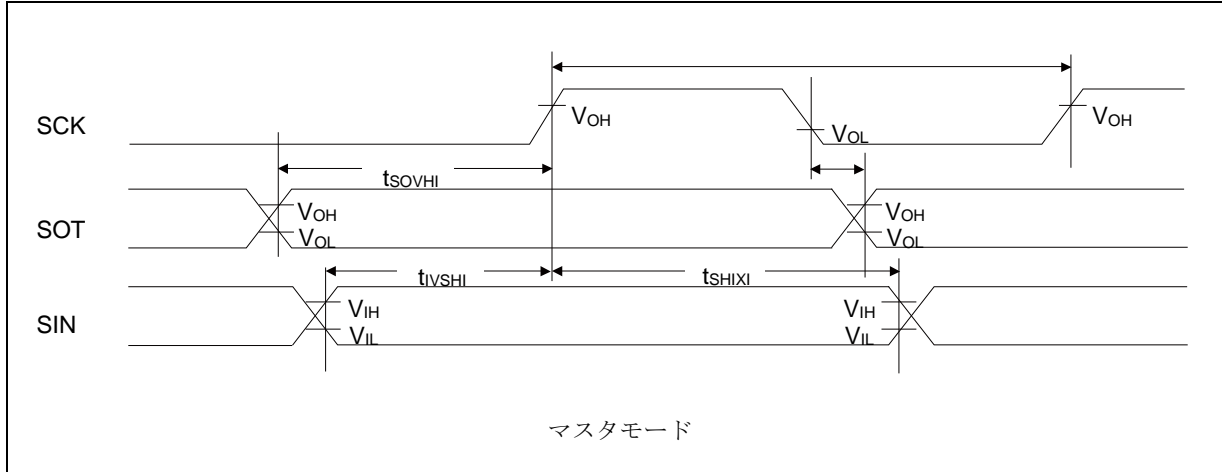 SCK
VOH
VOL
VOH
tSOVHI
SOT
VOH
VOL
VOH
VOL
tIVSHI
tSHIXI
SIN
VIH
VIL
VIH
VIL
マスタモード